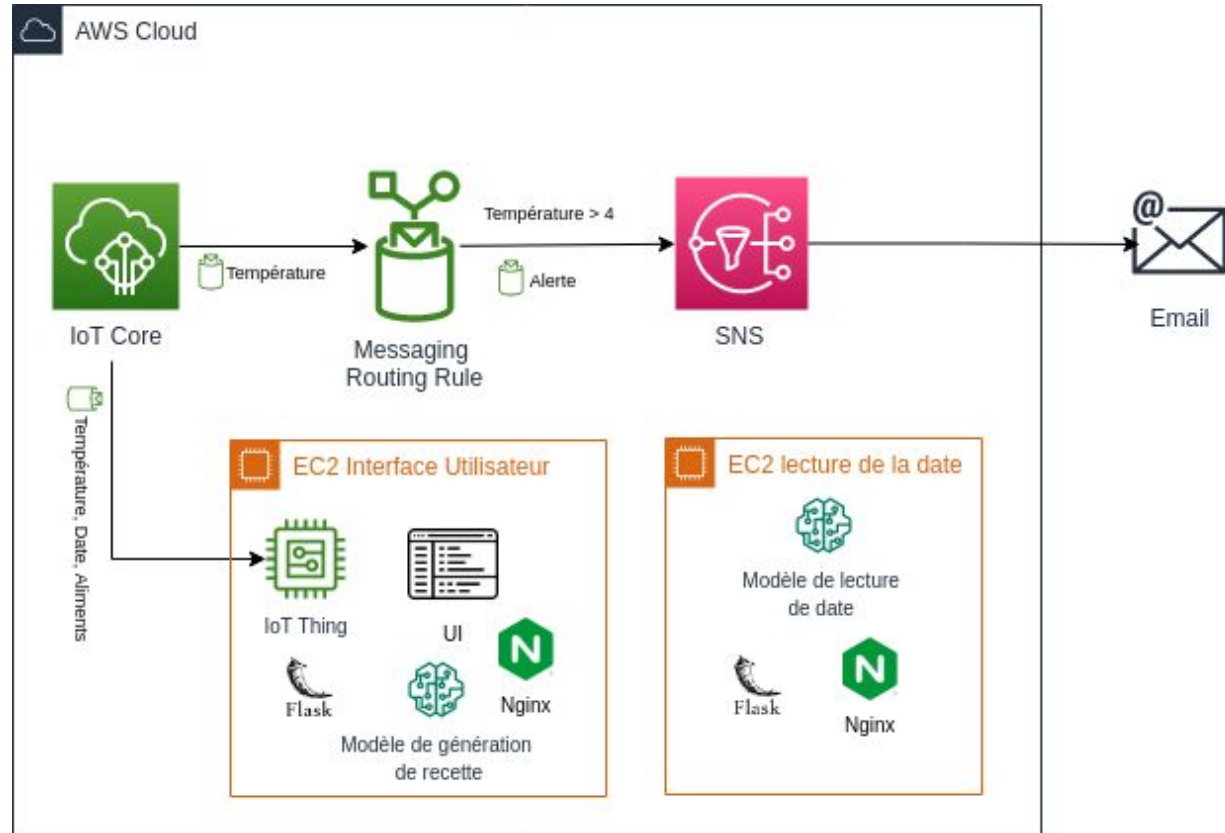 AWS Cloud
Température > 4
Température
Alerte
IoT Core
Messaging
Routing Rule
SNS
@
Email
Température, Date, Aliments
EC2 Interface Utilisateur
IoT Thing
UI
Flask
N
Nginx
Modèle de génération
de recette
EC2 lecture de la date
Modèle de lecture
de date
Flask
N
Nginx